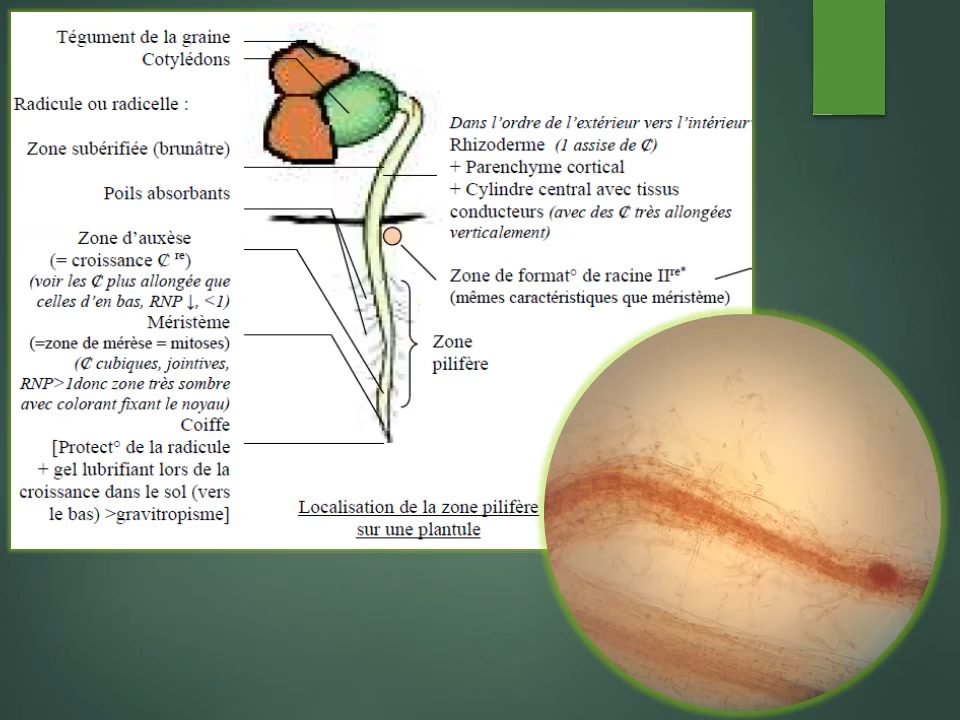 Tégument de la graine
Cotylédons
Radicule ou radicelle :
Zone subérifiée (brunâtre)
Poils absorbants
Zone d’auxèse
(= croissance ₡ ʳᵉ)
(voir les ₡ plus allongée que
celles d’en bas, RNP ↓, <1)
Méristème
(=zone de mérèse = mitoses)
(₡ cubiques, jointives,
RNP>1donc zone très sombre
avec colorant fixant le noyau)
Coiffe
[Protect° de la radicule
+ gel lubrifiant lors de la
croissance dans le sol (vers
le bas) >gravitropisme]
Dans l’ordre de l’extérieur vers l’intérieur
Rhizoderme (1 assise de ₡)
+ Parenchyme cortical
+ Cylindre central avec tissus
conducteurs (avec des ₡ très allongées
verticalement)
Zone de format° de racine IIʳᵉ*
(mêmes caractéristiques que méristème)
Zone
pilifère
Localisation de la zone pilifère
sur une plantule